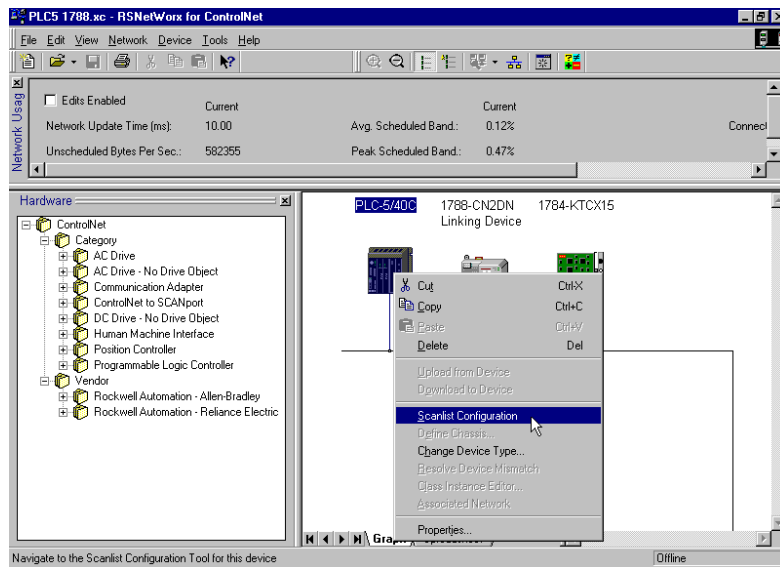 PLC5 1788.xc - RSNetWorx for ControlNet
File Edit View Network Device Tools Help
Network Usag
Edits Enabled
Current
Current
Network Update Time (ms): 10.00 Avg. Scheduled Band.: 0.12% Connect
Unscheduled Bytes Per Sec.: 582355 Peak Scheduled Band.: 0.47%
Hardware
ControlNet
Category
AC Drive
AC Drive - No Drive Object
Communication Adapter
ControlNet to SCANport
DC Drive - No Drive Object
Human Machine Interface
Position Controller
Programmable Logic Controller
Vendor
Rockwell Automation - Allen-Bradley
Rockwell Automation - Reliance Electric
PLC-5/40C 1788-CN2DN 1784-KTCX15
Linking Device
Cut Ctrl-X
Copy Ctrl+C
Paste Ctrl+V
Delete Del
Upload from Device
Download to Device
Scanlist Configuration
Define Chassis...
Change Device Type...
Resolve Device Mismatch
Class Instance Editor...
Associated Network
Properties...
Gra
Navigate to the Scanlist Configuration Tool for this device
Offline